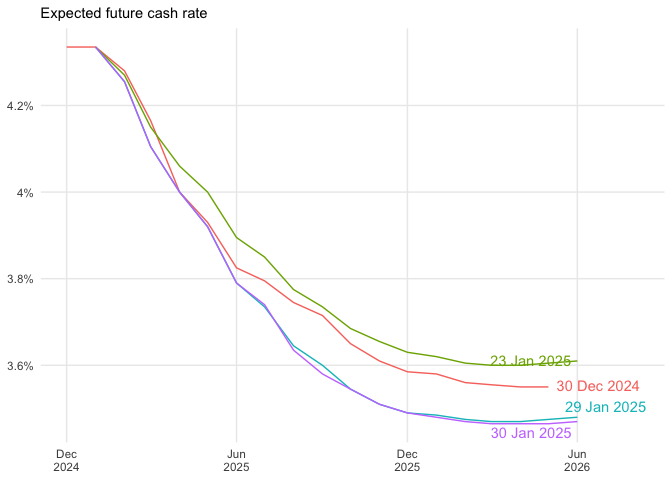 Expected future cash rate
4.2%
4%
3.8%
3.6%
23 Jan 2025
30 Dec 2024
29 Jan 2025
30 Jan 2025
Dec
2024
Jun
2025
Dec
2025
Jun
2026